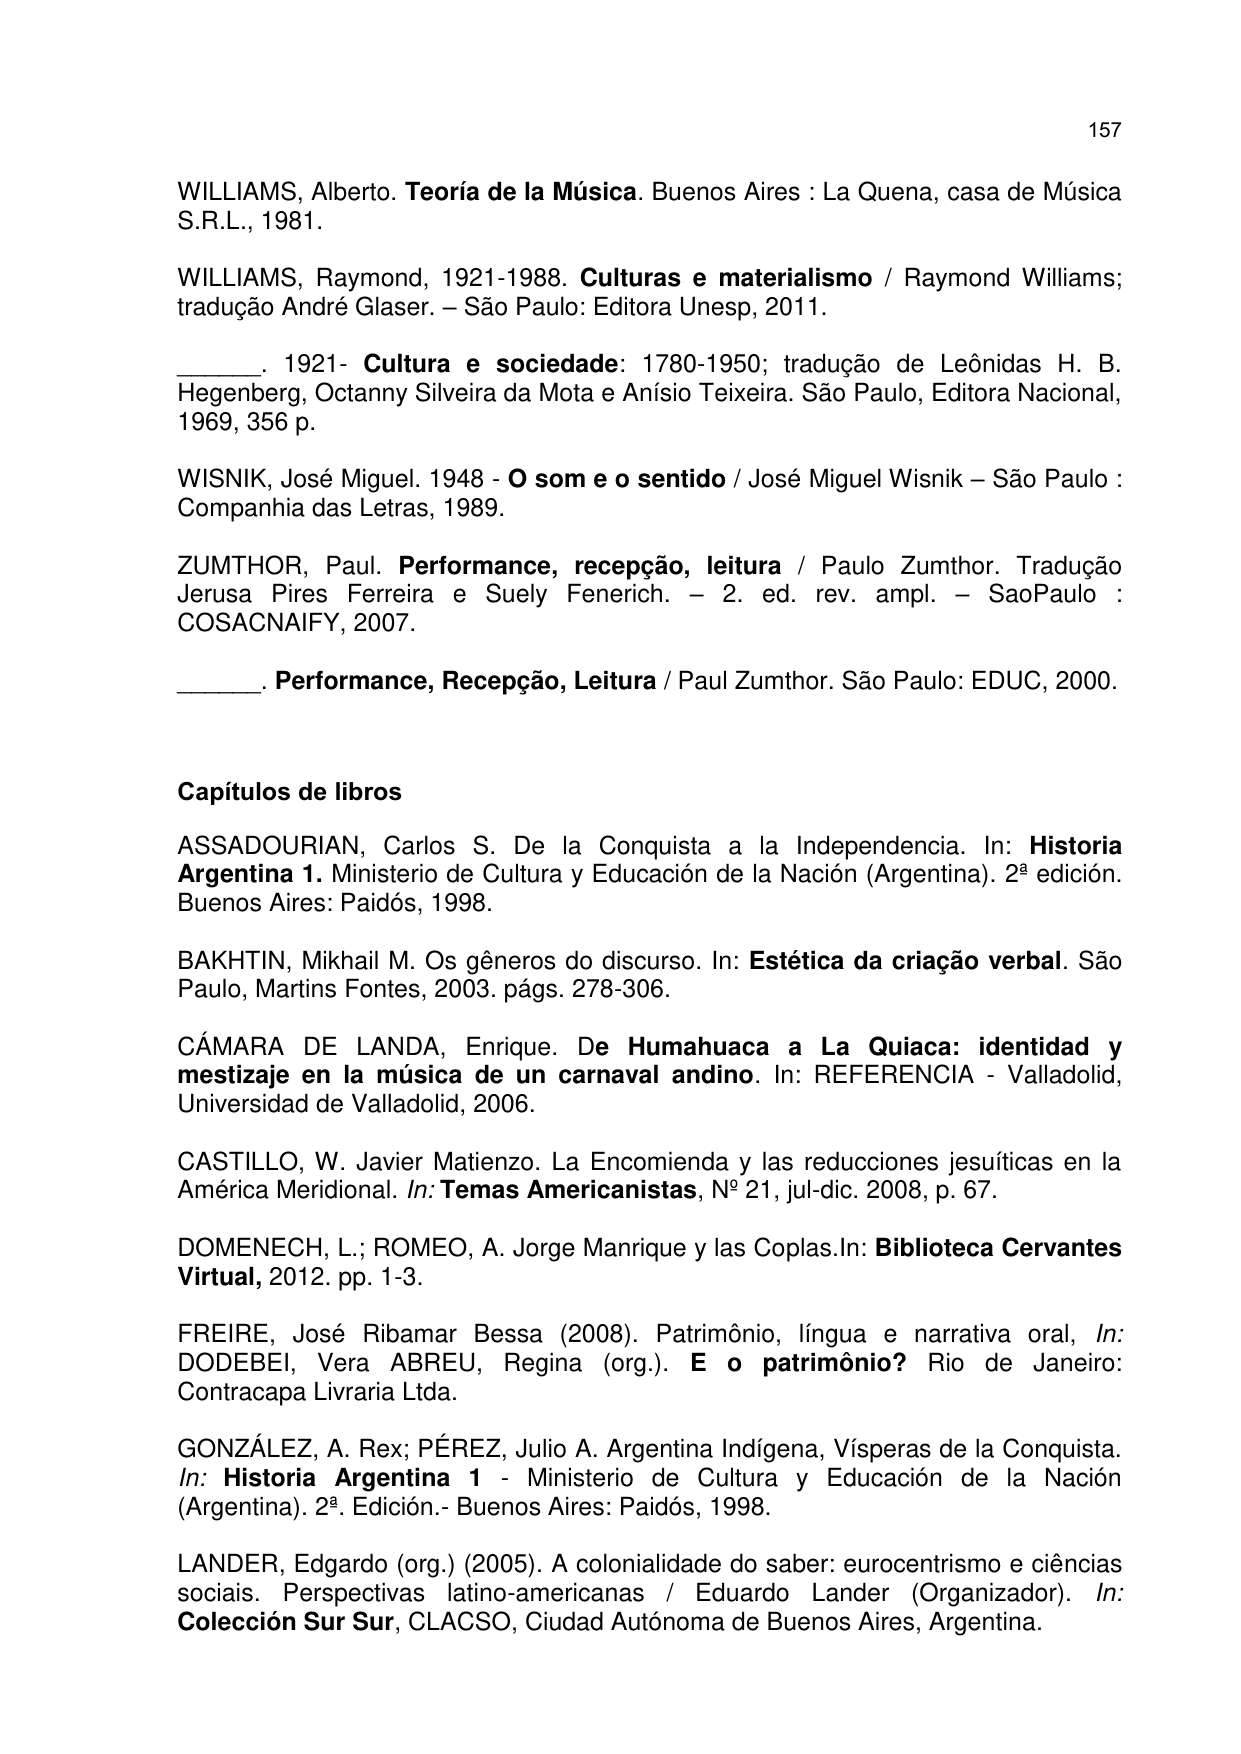 157
WILLIAMS, Alberto. Teoría de la Música. Buenos Aires : La Quena, casa de Música
S.R.L., 1981.
WILLIAMS, Raymond, 1921-1988. Culturas e materialismo / Raymond Williams;
tradução André Glaser. – São Paulo: Editora Unesp, 2011.
______. 1921- Cultura e sociedade: 1780-1950; tradução de Leônidas H. B.
Hegenberg, Octanny Silveira da Mota e Anísio Teixeira. São Paulo, Editora Nacional,
1969, 356 p.
WISNIK, José Miguel. 1948 - O som e o sentido / José Miguel Wisnik – São Paulo :
Companhia das Letras, 1989.
ZUMTHOR, Paul. Performance, recepção, leitura / Paulo Zumthor. Tradução
Jerusa Pires Ferreira e Suely Fenerich. – 2. ed. rev. ampl. – SaoPaulo :
COSACNAIFY, 2007.
______. Performance, Recepção, Leitura / Paul Zumthor. São Paulo: EDUC, 2000.
Capítulos de libros
ASSADOURIAN, Carlos S. De la Conquista a la Independencia. In: Historia
Argentina 1. Ministerio de Cultura y Educación de la Nación (Argentina). 2ª edición.
Buenos Aires: Paidós, 1998.
BAKHTIN, Mikhail M. Os gêneros do discurso. In: Estética da criação verbal. São
Paulo, Martins Fontes, 2003. págs. 278-306.
CÁMARA DE LANDA, Enrique. De Humahuaca a La Quiaca: identidad y
mestizaje en la música de un carnaval andino. In: REFERENCIA - Valladolid,
Universidad de Valladolid, 2006.
CASTILLO, W. Javier Matienzo. La Encomienda y las reducciones jesuíticas en la
América Meridional. In: Temas Americanistas, Nº 21, jul-dic. 2008, p. 67.
DOMENECH, L.; ROMEO, A. Jorge Manrique y las Coplas.In: Biblioteca Cervantes
Virtual, 2012. pp. 1-3.
FREIRE, José Ribamar Bessa (2008). Patrimônio, língua e narrativa oral, In:
DODEBEI, Vera ABREU, Regina (org.). E o patrimônio? Rio de Janeiro:
Contracapa Livraria Ltda.
GONZÁLEZ, A. Rex; PÉREZ, Julio A. Argentina Indígena, Vísperas de la Conquista.
In: Historia Argentina 1 - Ministerio de Cultura y Educación de la Nación
(Argentina). 2ª. Edición.- Buenos Aires: Paidós, 1998.
LANDER, Edgardo (org.) (2005). A colonialidade do saber: eurocentrismo e ciências
sociais. Perspectivas latino-americanas / Eduardo Lander (Organizador). In:
Colección Sur Sur, CLACSO, Ciudad Autónoma de Buenos Aires, Argentina.